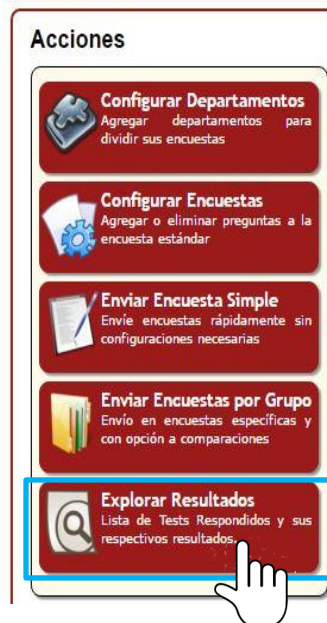 Acciones
Configurar Departamentos
Agregar departamentos para
dividir sus encuestas
Configurar Encuestas
Agregar o eliminar preguntas a la
encuesta estándar
Enviar Encuesta Simple
Envíe encuestas rápidamente sin
configuraciones necesarias
Enviar Encuestas por Grupo
Envío en encuestas específicas y
con opción a comparaciones
Explorar Resultados
Lista de Tests Respondidos y sus
respectivos resultados.